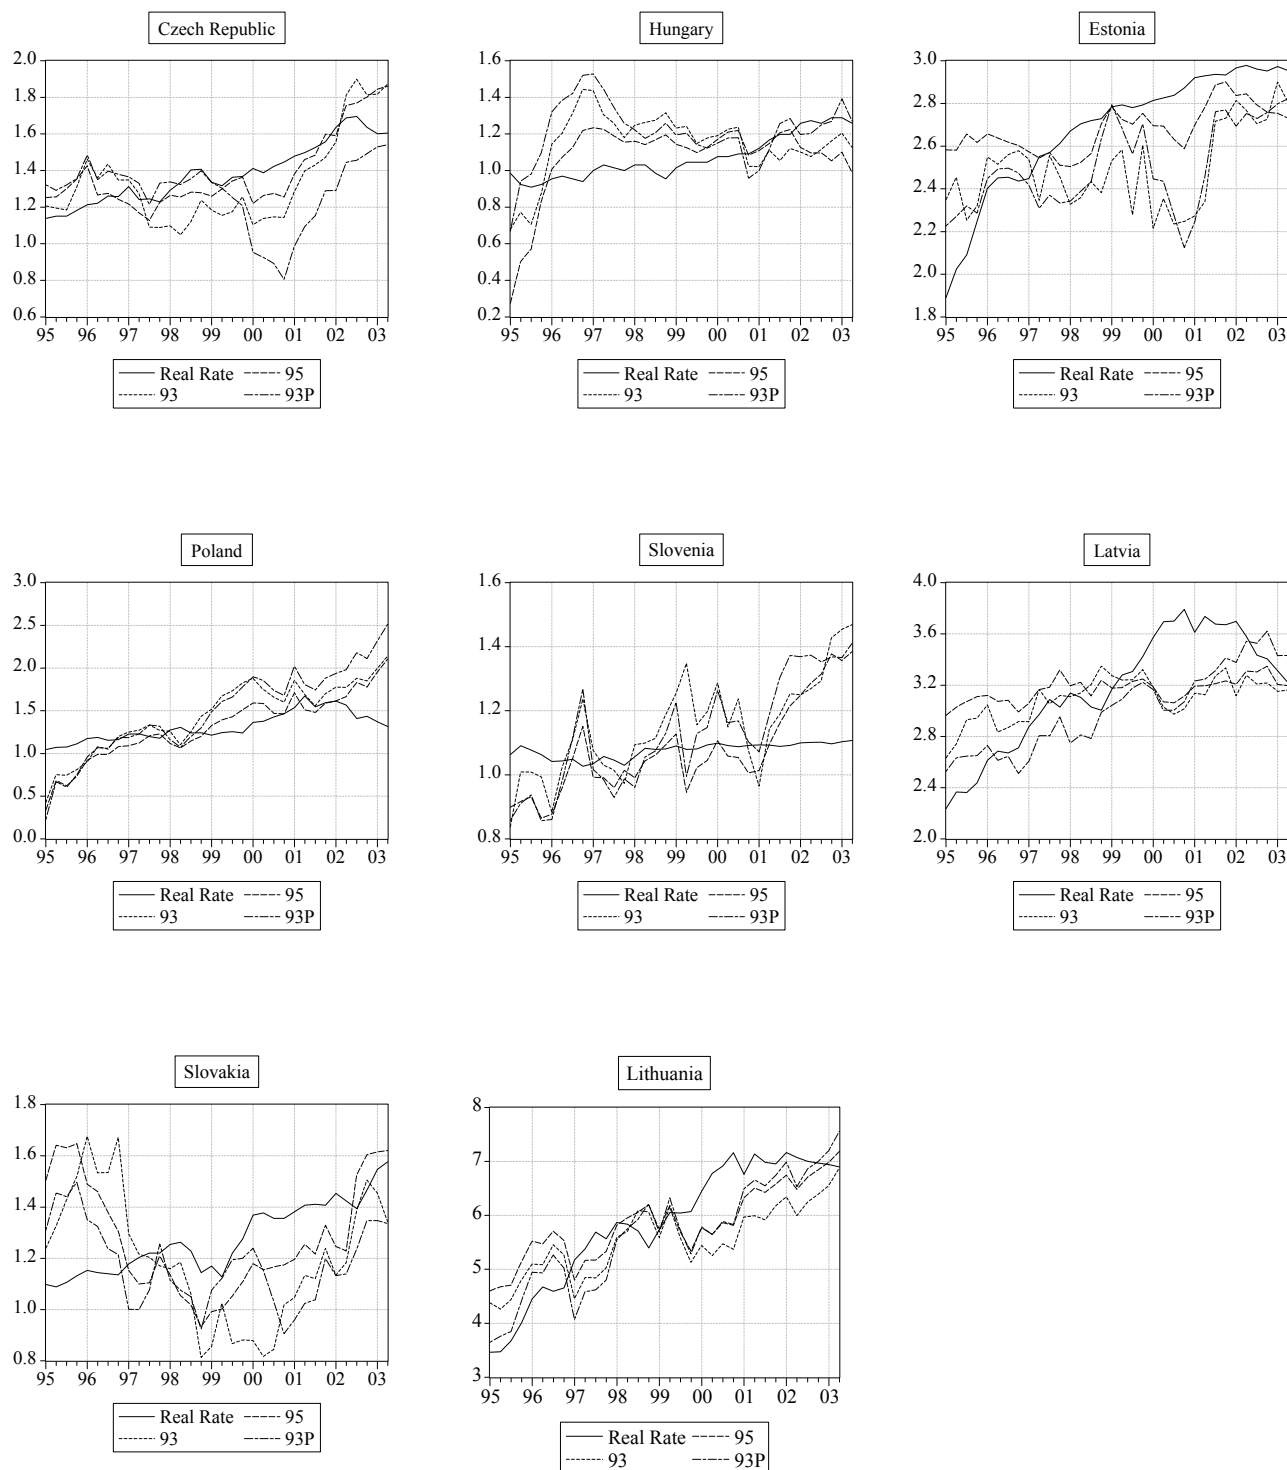 Czech Republic
2.0
1.8
1.6
1.4
1.2
1.0
0.8
0.6
95 96 97 98 99 00 01 02 03
Real Rate 95
93 93P
Hungary
1.6
1.4
1.2
1.0
0.8
0.6
0.4
0.2
95 96 97 98 99 00 01 02 03
Real Rate 95
93 93P
Estonia
3.0
2.8
2.6
2.4
2.2
2.0
1.8
95 96 97 98 99 00 01 02 03
Real Rate 95
93 93P
Poland
3.0
2.5
2.0
1.5
1.0
0.5
0.0
95 96 97 98 99 00 01 02 03
Real Rate 95
93 93P
Slovenia
1.6
1.4
1.2
1.0
0.8
95 96 97 98 99 00 01 02 03
Real Rate 95
93 93P
Latvia
4.0
3.6
3.2
2.8
2.4
2.0
95 96 97 98 99 00 01 02 03
Real Rate 95
93 93P
Slovakia
1.8
1.6
1.4
1.2
1.0
0.8
95 96 97 98 99 00 01 02 03
Real Rate 95
93 93P
Lithuania
8
7
6
5
4
3
95 96 97 98 99 00 01 02 03
Real Rate 95
93 93P